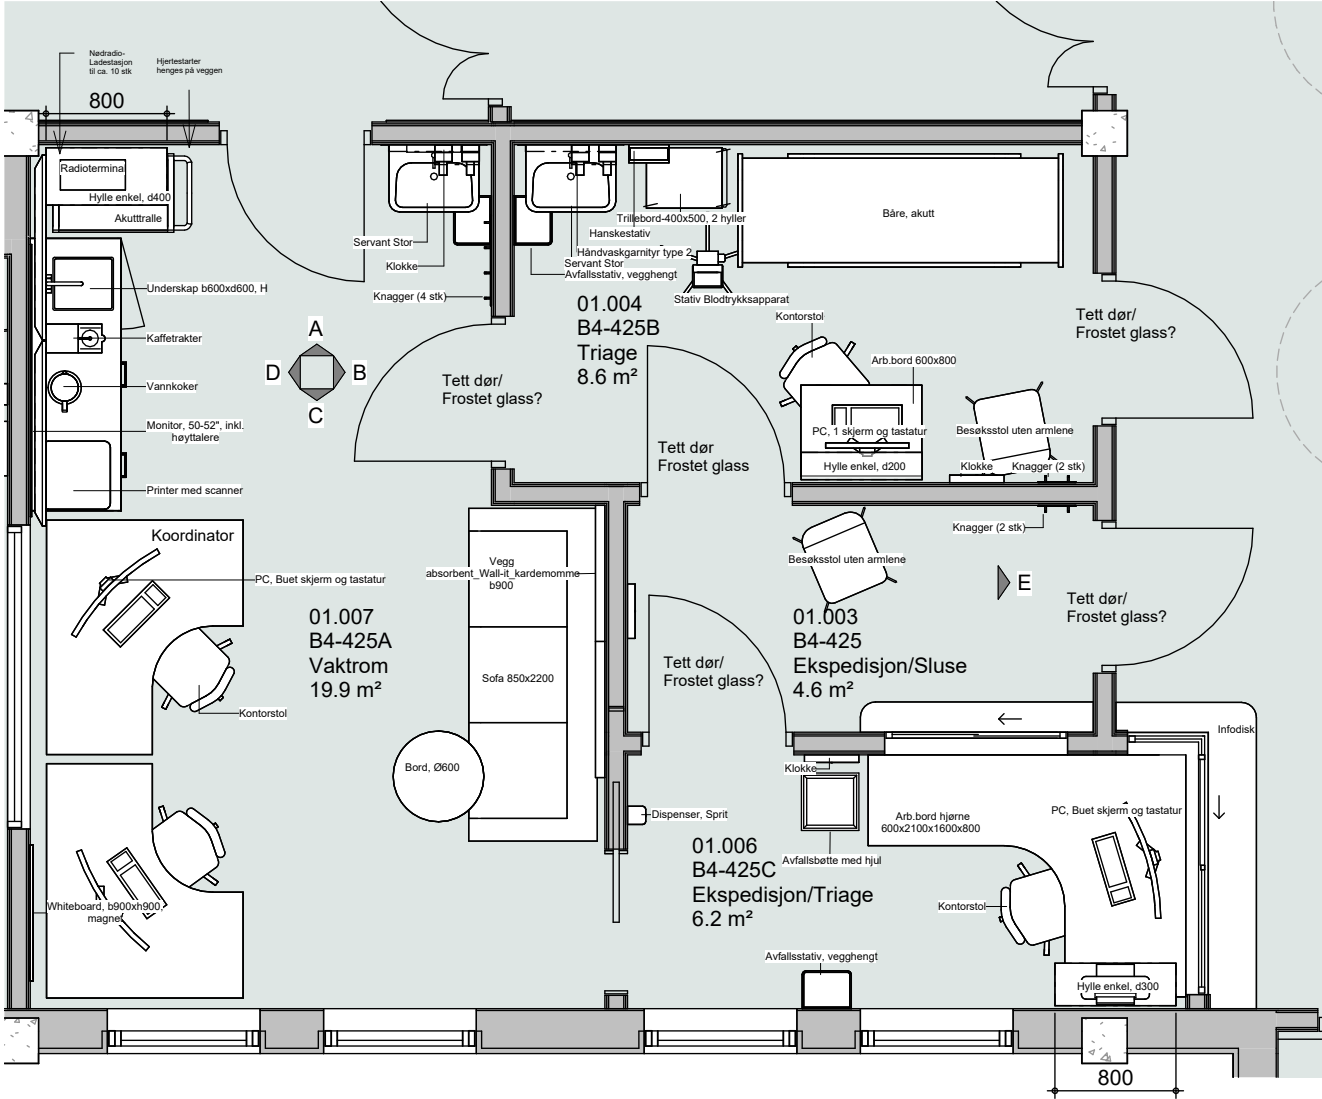 Nødradio-
Ladestasjon
til ca. 10 stk
Hjertestarter
henges på veggen
800
Radioterminal
Hylle enkel, d400
Akutttralle
Servant Stor
Klokke
Knagger (4 stk)
Underskap b600xd600, H
Kaffetrakter
Vannkoker
Monitor, 50-52", inkl.
høyttalere
Printer med scanner
A
D
B
C
Tett dør/
Frostet glass?
Trillebord-400x500, 2 hyller
Hanskestativ
Håndvaskgarnityr type 2
Servant Stor
Avfallsstativ, vegghengt
Båre, akutt
Stativ Blodtrykksapparat
01.004
B4-425B
Triage
8.6 m²
Kontorstol
Arb.bord 600x800
PC, 1 skjerm og tastatur
Hylle enkel, d200
Besøksstol uten armlene
Klokke
Knagger (2 stk)
Tett dør/
Frostet glass?
Tett dør
Frostet glass
Knagger (2 stk)
Besøksstol uten armlene
E
Tett dør/
Frostet glass?
01.003
B4-425
Ekspedisjon/Sluse
4.6 m²
Tett dør/
Frostet glass?
Koordinator
PC, Buet skjerm og tastatur
01.007
B4-425A
Vaktrom
19.9 m²
Kontorstol
Vegg
absorbent_Wall-it_kardemomme
b900
Sofa 850x2200
Bord, Ø600
Whiteboard, b900xh900,
magnet
Klokke
Dispenser, Sprit
Avfallsbøtte med hjul
01.006
B4-425C
Ekspedisjon/Triage
6.2 m²
Infodisk
Arb.bord hjørne
600x2100x1600x800
PC, Buet skjerm og tastatur
Kontorstol
Avfallsstativ, vegghengt
Hylle enkel, d300
800